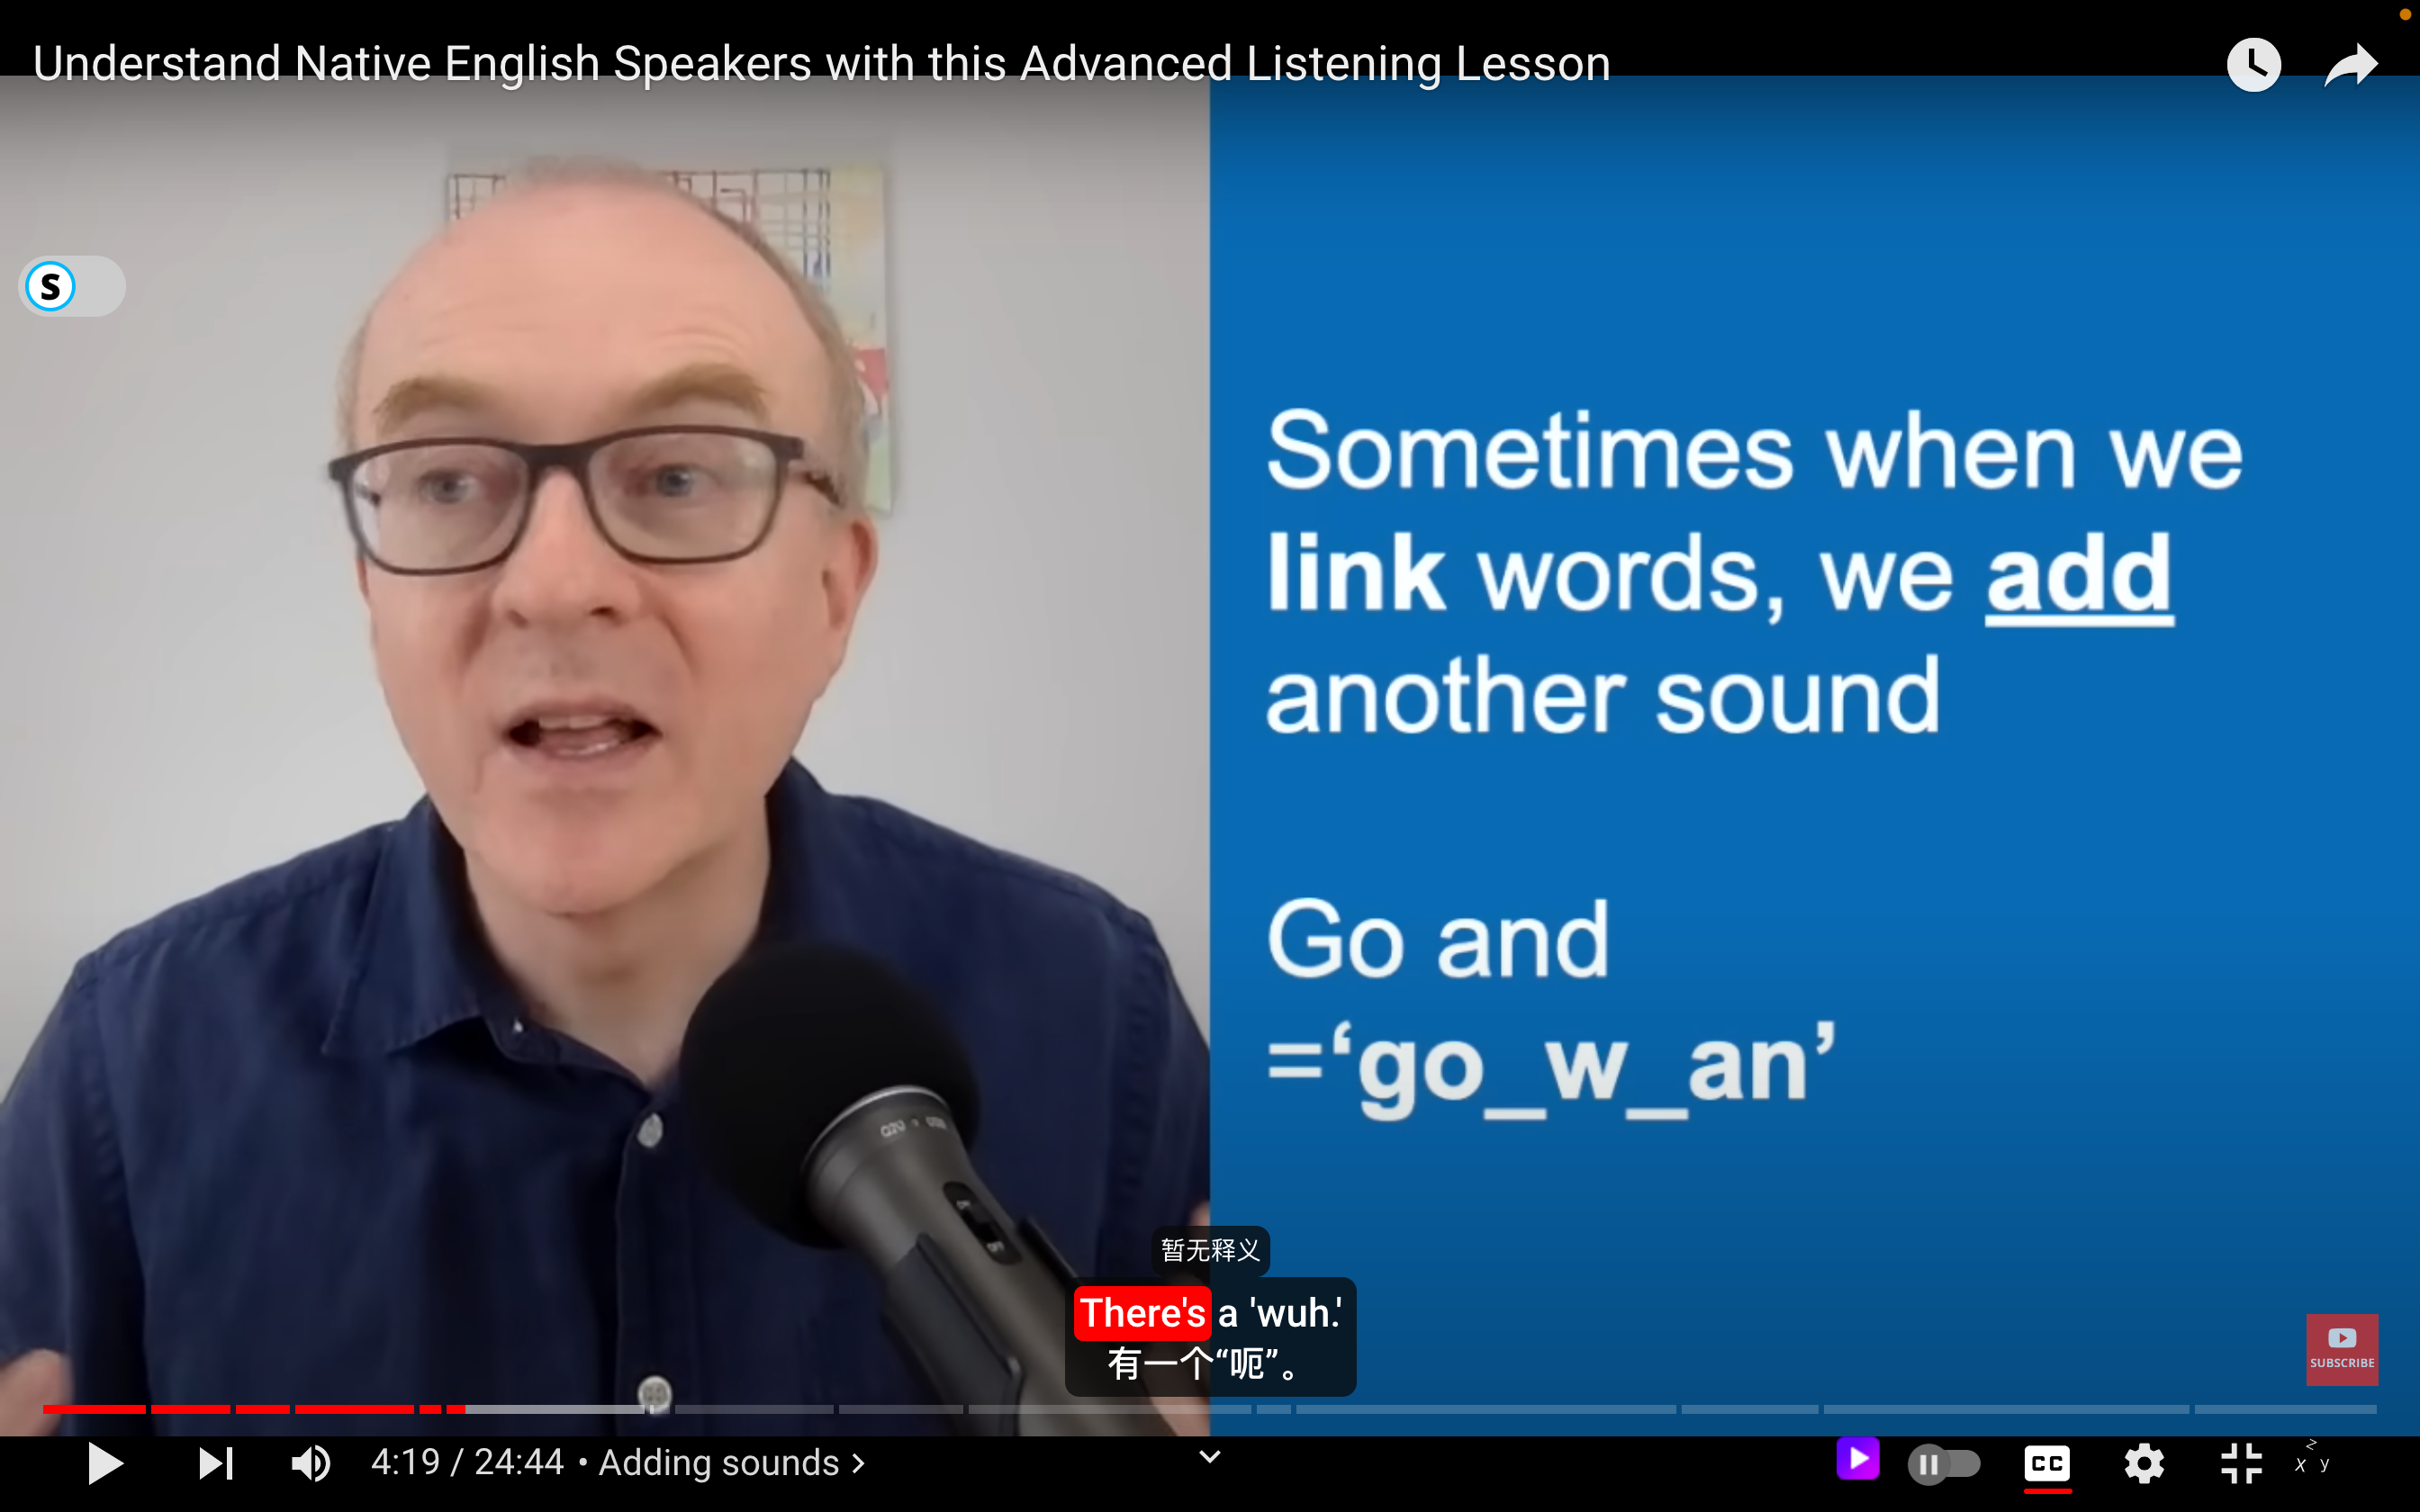 Understand Native English Speakers with this Advanced Listening Lesson
S
Sometimes when we
link words, we add
another sound
Go and
=‘go_w_an’
暂无释义
There's a 'wuh.'
有一个“呃”。
SUBSCRIBE
4:19 / 24:44 • Adding sounds >
CC